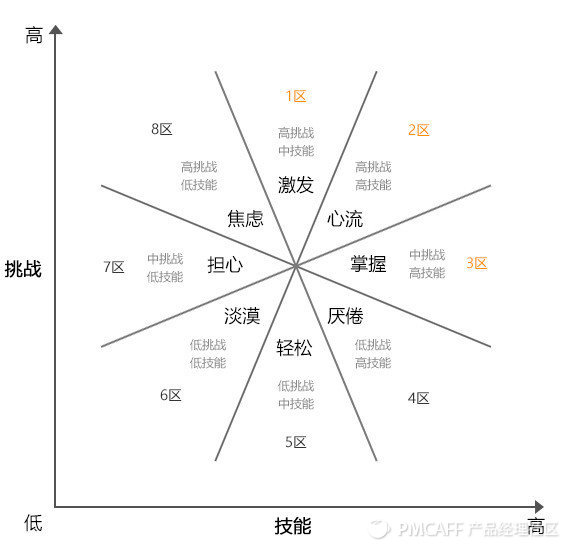 高
1区
8区
2区
高挑战
中技能
高挑战
低技能
高挑战
高技能
激发
焦虑
心流
挑战
7区
中挑战
低技能
担心
掌握
中挑战
高技能
3区
淡漠
厌倦
低挑战
低技能
轻松
低挑战
高技能
6区
低挑战
中技能
4区
5区
低
技能
高
PMCAFF 产品经理社区